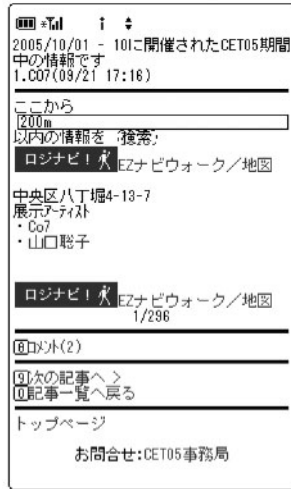 2005/10/01 - 10に開催されたCET05期間
中の情報です
1.C07(09/21 17:16)
ここから
200m
以内の情報を 検索
ロジナビ! EZナビウォーク/地図
中央区八丁堀4-13-7
展示アーティスト
・Co7
・山口聡子
ロジナビ! EZナビウォーク/地図
1/296
8コメント(2)
9次の記事へ >
0記事一覧へ戻る
トップページ
お問合せ:CET05事務局